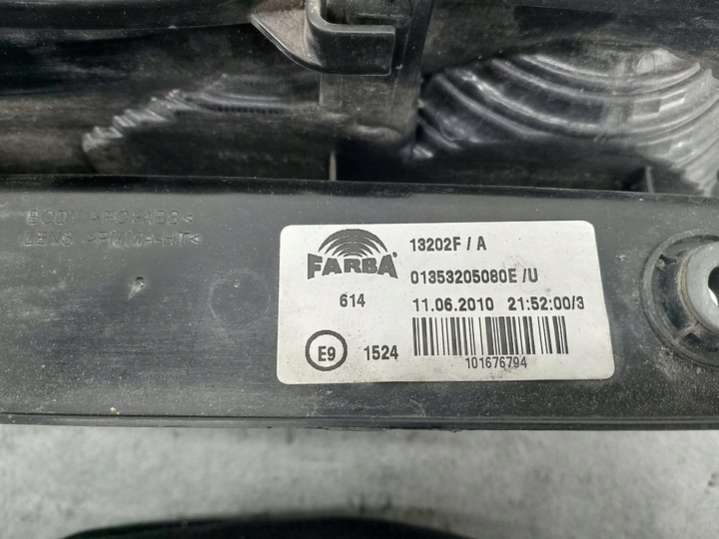 FARBA
13202F / A
01353205080E /U
614
11.06.2010 21:52:00/3
E9
1524
101676794